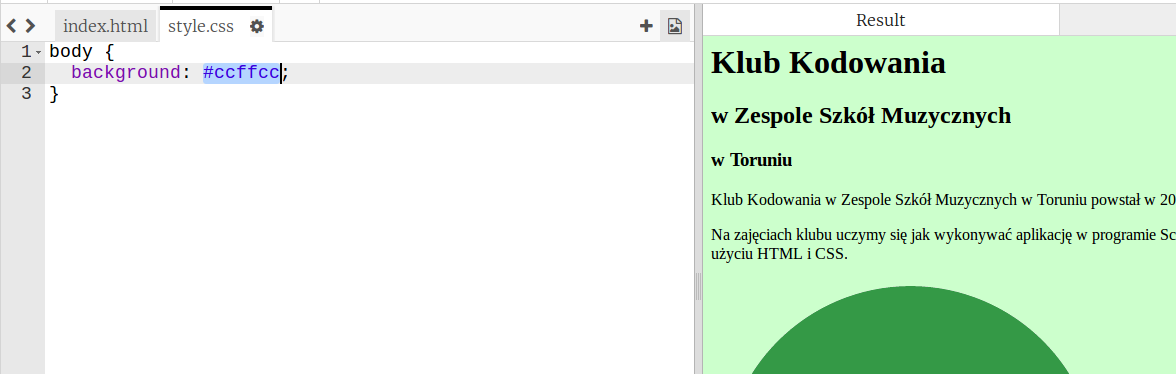 index.html style.css
1 body {
2 background: #ccffcc;
3 }
Result
Klub Kodowania
w Zespole Szkół Muzycznych
w Toruniu
Klub Kodowania w Zespole Szkół Muzycznych w Toruniu powstał w 20
Na zajęciach klubu uczymy się jak wykonywać aplikację w programie Sc
użyciu HTML i CSS.